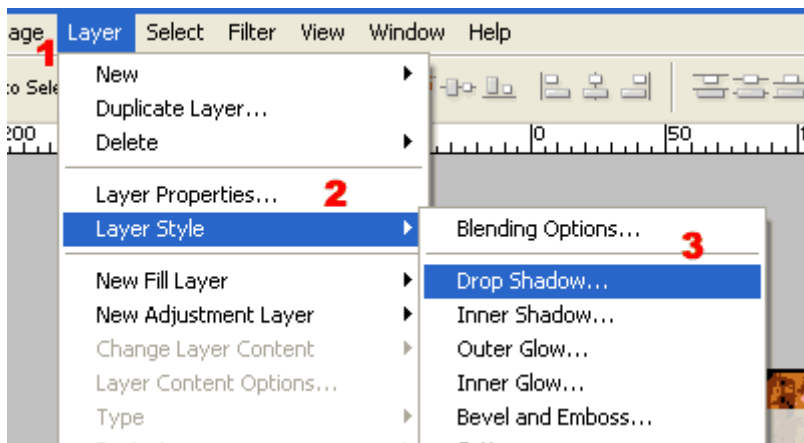 age Layer Select Filter View Window Help
1
to Sele
New
Duplicate Layer...
Delete
200 0 50
Layer Properties... 2
Layer Style
Blending Options... 3
New Fill Layer
Drop Shadow...
New Adjustment Layer
Inner Shadow...
Change Layer Content
Outer Glow...
Layer Content Options...
Inner Glow...
Type
Bevel and Emboss...